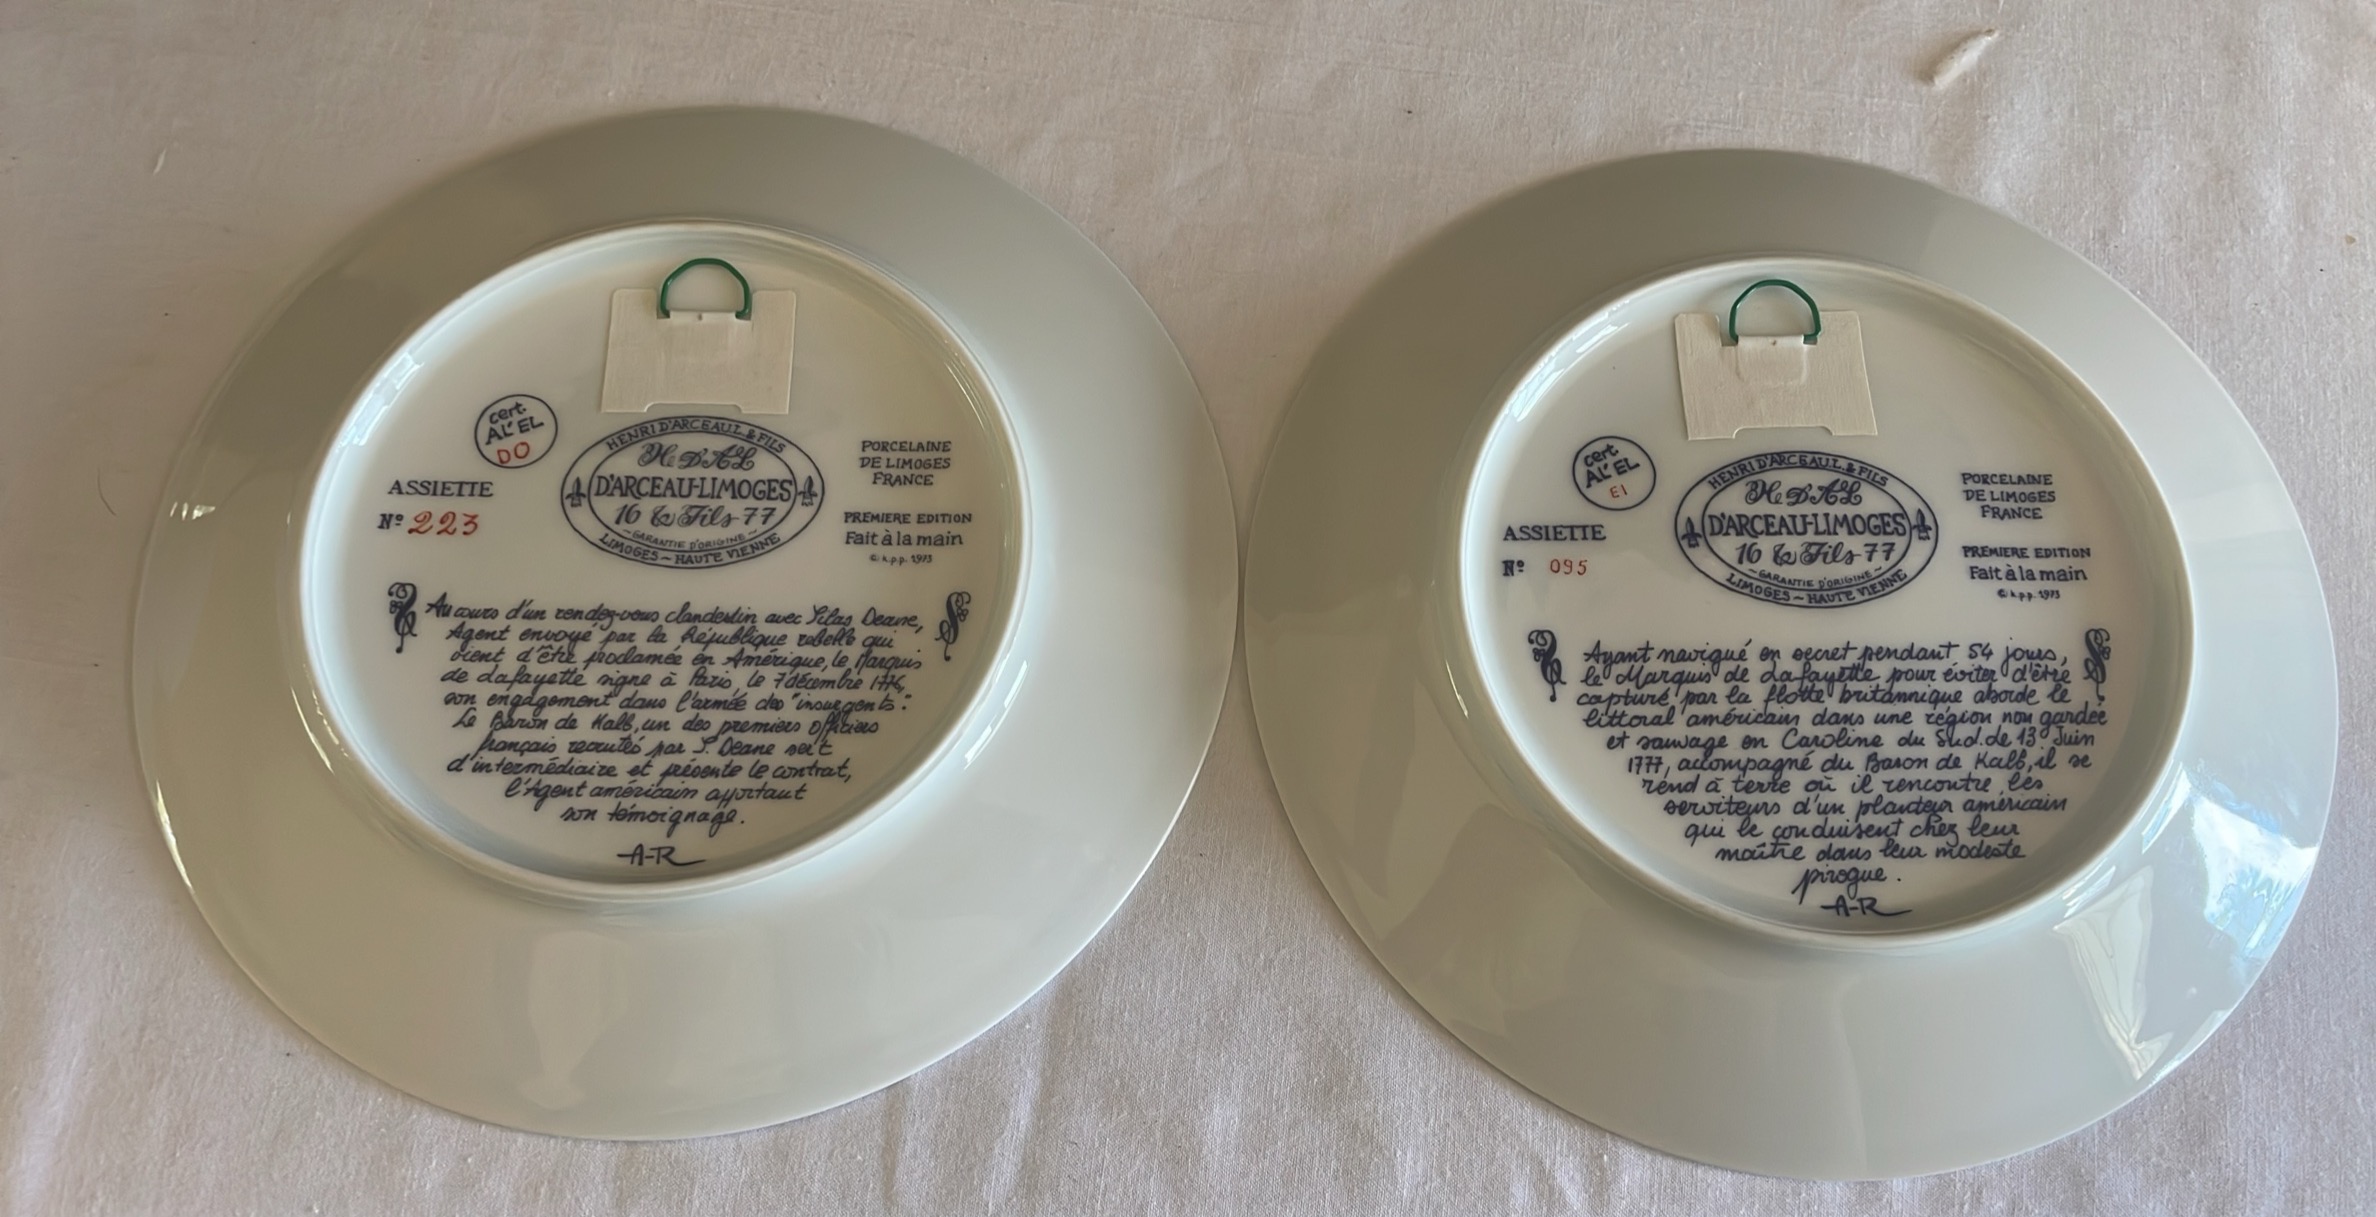 cert.
AL'EL
DO
ASSIETTE
Nº 223
HENRI D'ARCEAU.L & FILS
He D'AL
D'ARCEAU-LIMOGES
16 & Fils 77
~GARANTIE D'ORIGINE~
LIMOGES ~ HAUTE VIENNE
PORCELAINE
DE LIMOGES
FRANCE
PREMIERE EDITION
Fait à la main
1973
Au cours d'un rendez-vous clandestin avec Silas Deane,
Agent envoyé par la République rebelle qui
vient d'être proclamée en Amérique, le Marquis
de Lafayette signe à Paris, le 7 décembre 1776,
son engagement dans l'armée des "insurgents".
Le Baron de Kalb, un des premiers officiers
français recrutés par S. Deane sert
d'intermédiaire et présente le contrat,
l'Agent américain apportant
son témoignage.
A-R
cert.
AL'EL
EI
ASSIETTE
Nº 095
HENRI D'ARCEAU.L & FILS
He D'AL
D'ARCEAU-LIMOGES
16 & Fils 77
~GARANTIE D'ORIGINE~
LIMOGES ~ HAUTE VIENNE
PORCELAINE
DE LIMOGES
FRANCE
PREMIERE EDITION
Fait à la main
1973
Ayant navigué en secret pendant 54 jours,
le Marquis de Lafayette pour éviter d'être
capturé par la flotte britannique aborde le
littoral américain dans une région non gardée
et sauvage en Caroline du Sud. de 13 Juin
1777, accompagné du Baron de Kalb, il se
rend à terre où il rencontre les
serviteurs d'un planteur américain
qui le conduisent chez leur
maître dans leur modeste
pirogue.
A-R